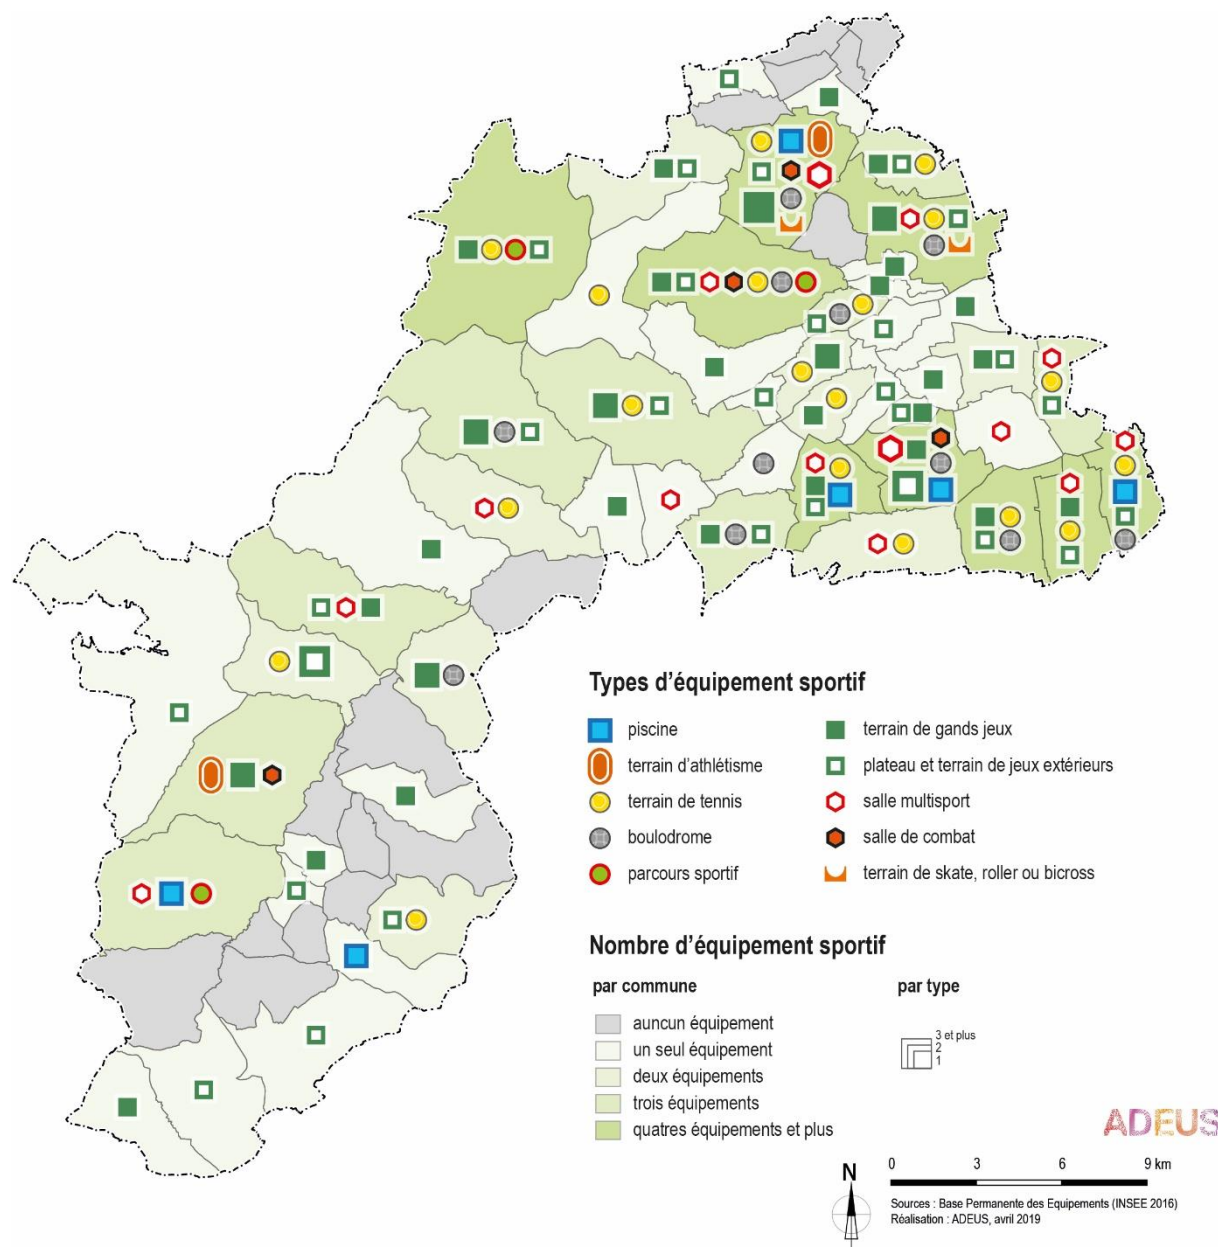 Types d'équipement sportif
piscine
terrain d'athlétisme
terrain de tennis
boulodrome
parcours sportif
terrain de gands jeux
plateau et terrain de jeux extérieurs
salle multisport
salle de combat
terrain de skate, roller ou bicross
Nombre d'équipement sportif
par commune
auncun équipement
un seul équipement
deux équipements
trois équipements
quatres équipements et plus
par type
3 et plus
2
1
ADEUS
N
0 3 6 9 km
Sources : Base Permanente des Equipements (INSEE 2016)
Réalisation : ADEUS, avril 2019